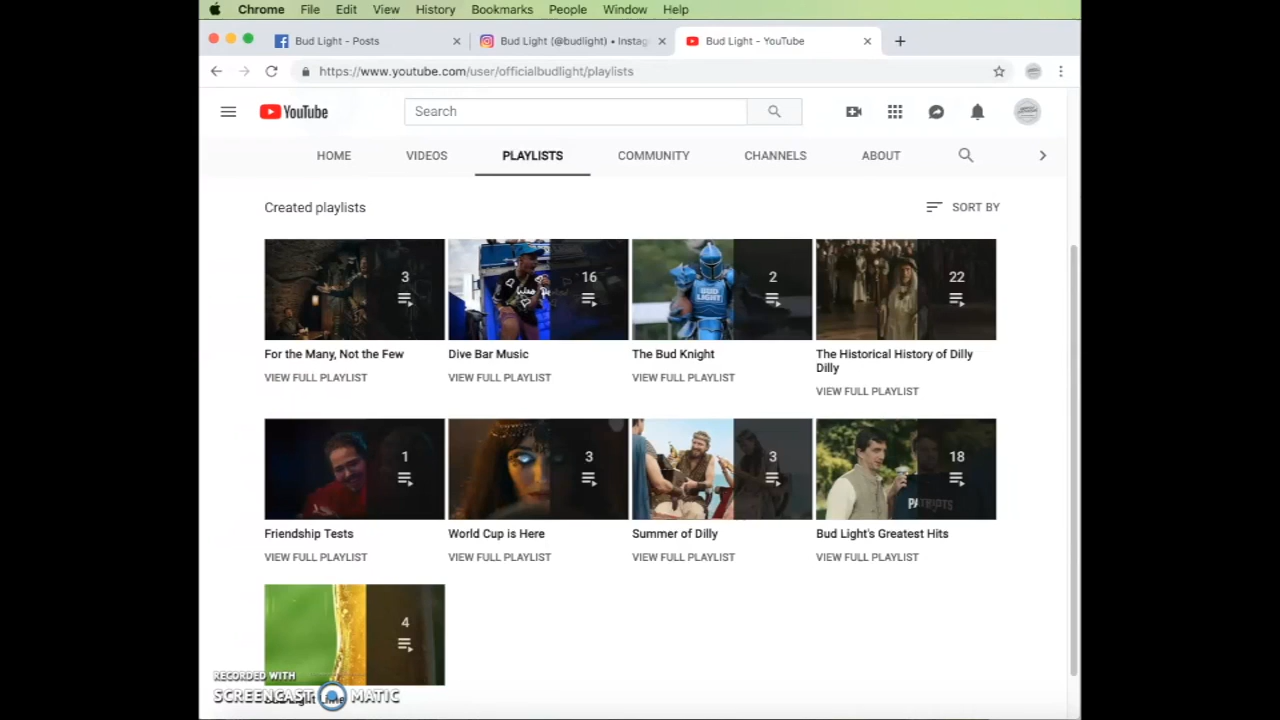 Chrome File Edit View History Bookmarks People Window Help
Bud Light - Posts
Bud Light (@budlight) • Instag
Bud Light - YouTube
https://www.youtube.com/user/officialbudlight/playlists
YouTube
Search
HOME VIDEOS PLAYLISTS COMMUNITY CHANNELS ABOUT
Created playlists
SORT BY
3 16 2 22
BUD LIGHT
For the Many, Not the Few
VIEW FULL PLAYLIST
Dive Bar Music
VIEW FULL PLAYLIST
The Bud Knight
VIEW FULL PLAYLIST
The Historical History of Dilly
Dilly
VIEW FULL PLAYLIST
1 3 3 18
PATRIOTS
Friendship Tests
VIEW FULL PLAYLIST
World Cup is Here
VIEW FULL PLAYLIST
Summer of Dilly
VIEW FULL PLAYLIST
Bud Light's Greatest Hits
VIEW FULL PLAYLIST
4
RECORDED WITH
SCREENCAST MATIC